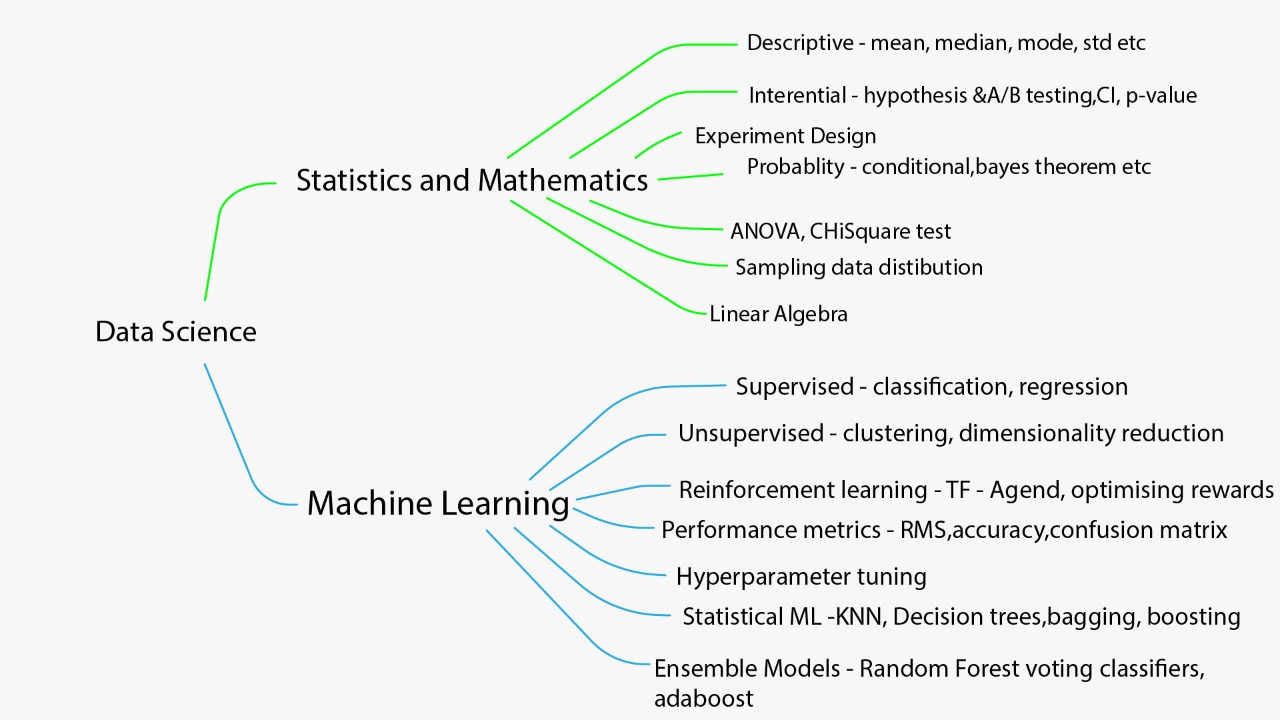 Descriptive - mean, median, mode, std etc
Interential - hypothesis &A/B testing,CI, p-value
Experiment Design
Probablity - conditional,bayes theorem etc
Statistics and Mathematics
ANOVA, CHiSquare test
Sampling data distibution
Linear Algebra
Data Science
Supervised - classification, regression
Unsupervised - clustering, dimensionality reduction
Reinforcement learning - TF - Agend, optimising rewards
Machine Learning
Performance metrics - RMS,accuracy,confusion matrix
Hyperparameter tuning
Statistical ML -KNN, Decision trees,bagging, boosting
Ensemble Models - Random Forest voting classifiers,
adaboost